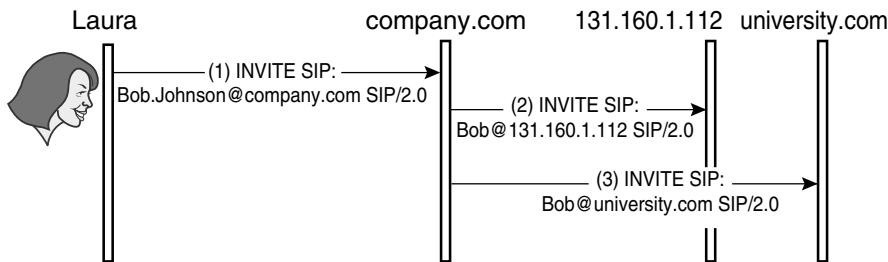 Laura
company.com
131.160.1.112
university.com
(1) INVITE SIP:
Bob.Johnson@company.com SIP/2.0
(2) INVITE SIP:
Bob@131.160.1.112 SIP/2.0
(3) INVITE SIP:
Bob@university.com SIP/2.0